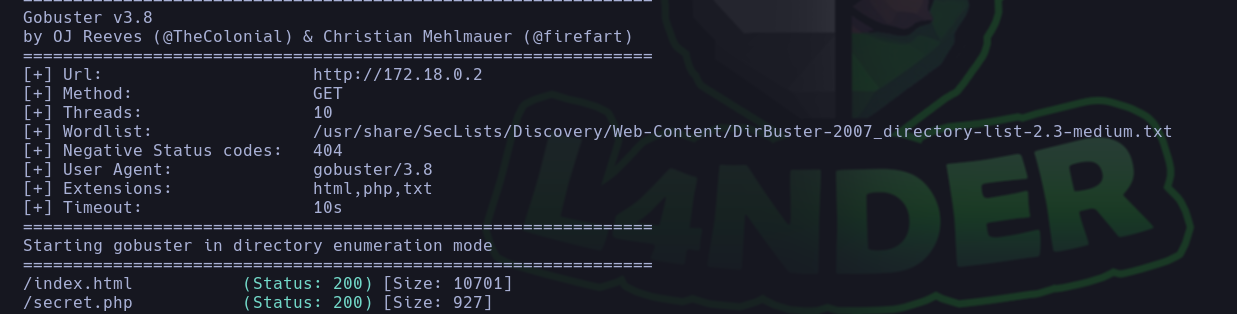 ===============================================================
Gobuster v3.8
by OJ Reeves (@TheColonial) & Christian Mehlmauer (@firefart)
===============================================================
[+] Url:                     http://172.18.0.2
[+] Method:                  GET
[+] Threads:                 10
[+] Wordlist:                /usr/share/SecLists/Discovery/Web-Content/DirBuster-2007_directory-list-2.3-medium.txt
[+] Negative Status codes:   404
[+] User Agent:              gobuster/3.8
[+] Extensions:              html,php,txt
[+] Timeout:                 10s
===============================================================
Starting gobuster in directory enumeration mode
===============================================================
/index.html           (Status: 200) [Size: 10701]
/secret.php           (Status: 200) [Size: 927]
L4NDER